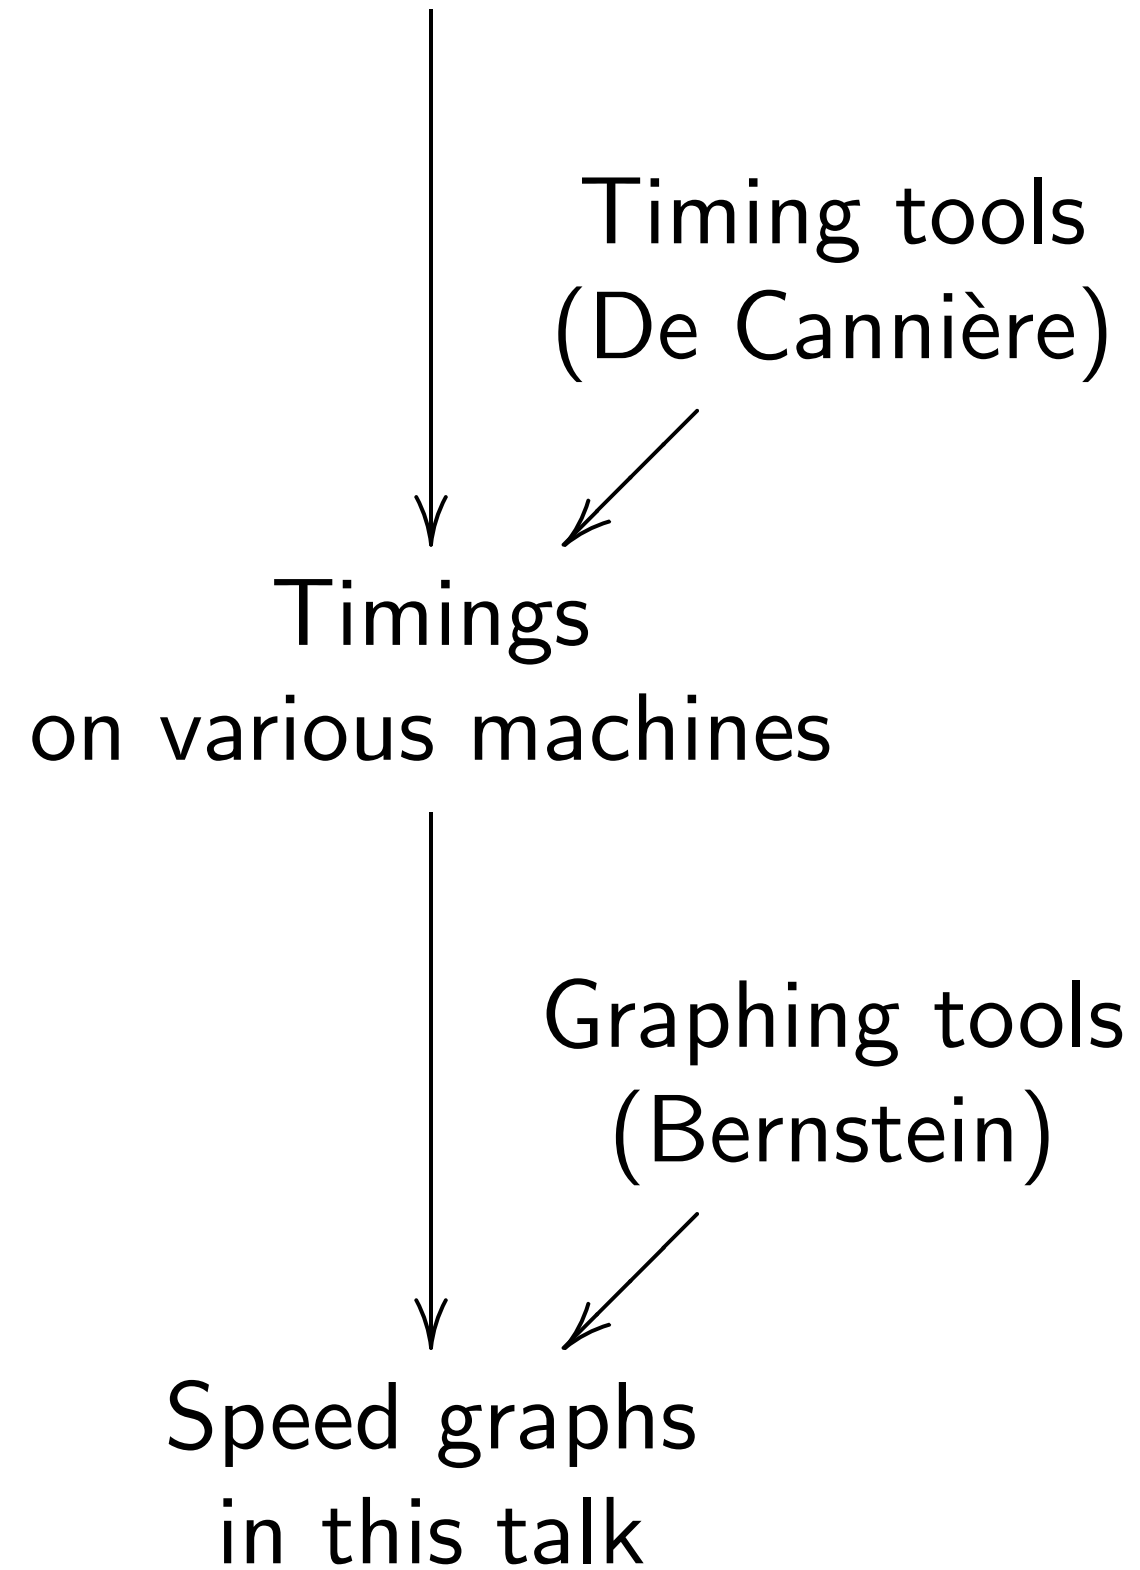 Timing tools
(De Cannière)
Timings
on various machines
Graphing tools
(Bernstein)
Speed graphs
in this talk